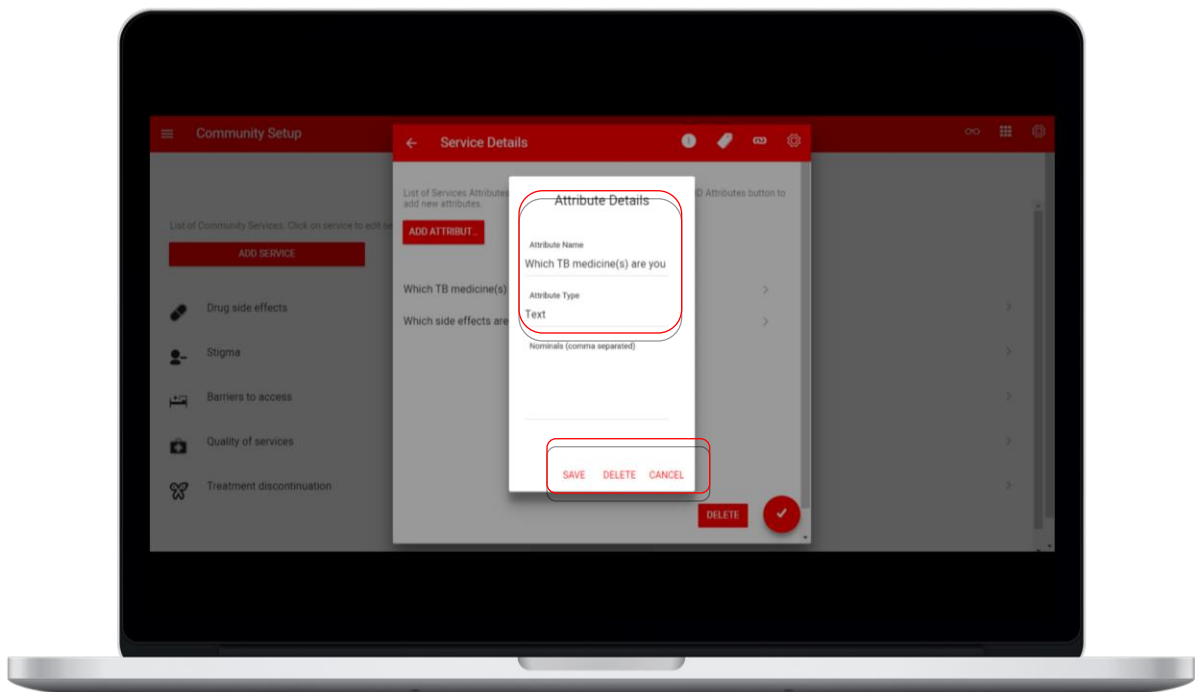 Community Setup
Service Details
List of Services Attributes
D Attributes button to
add new attributes.
ADD ATTRIBUT...
List of Community Services. Click on service to edit se
ADD SERVICE
Attribute Details
Attribute Name
Which TB medicine(s) are you
Attribute Type
Text
Nominals (comma separated)
SAVE DELETE CANCEL
Which TB medicine(s)
Which side effects are
Drug side effects
Stigma
Barriers to access
Quality of services
Treatment discontinuation
DELETE